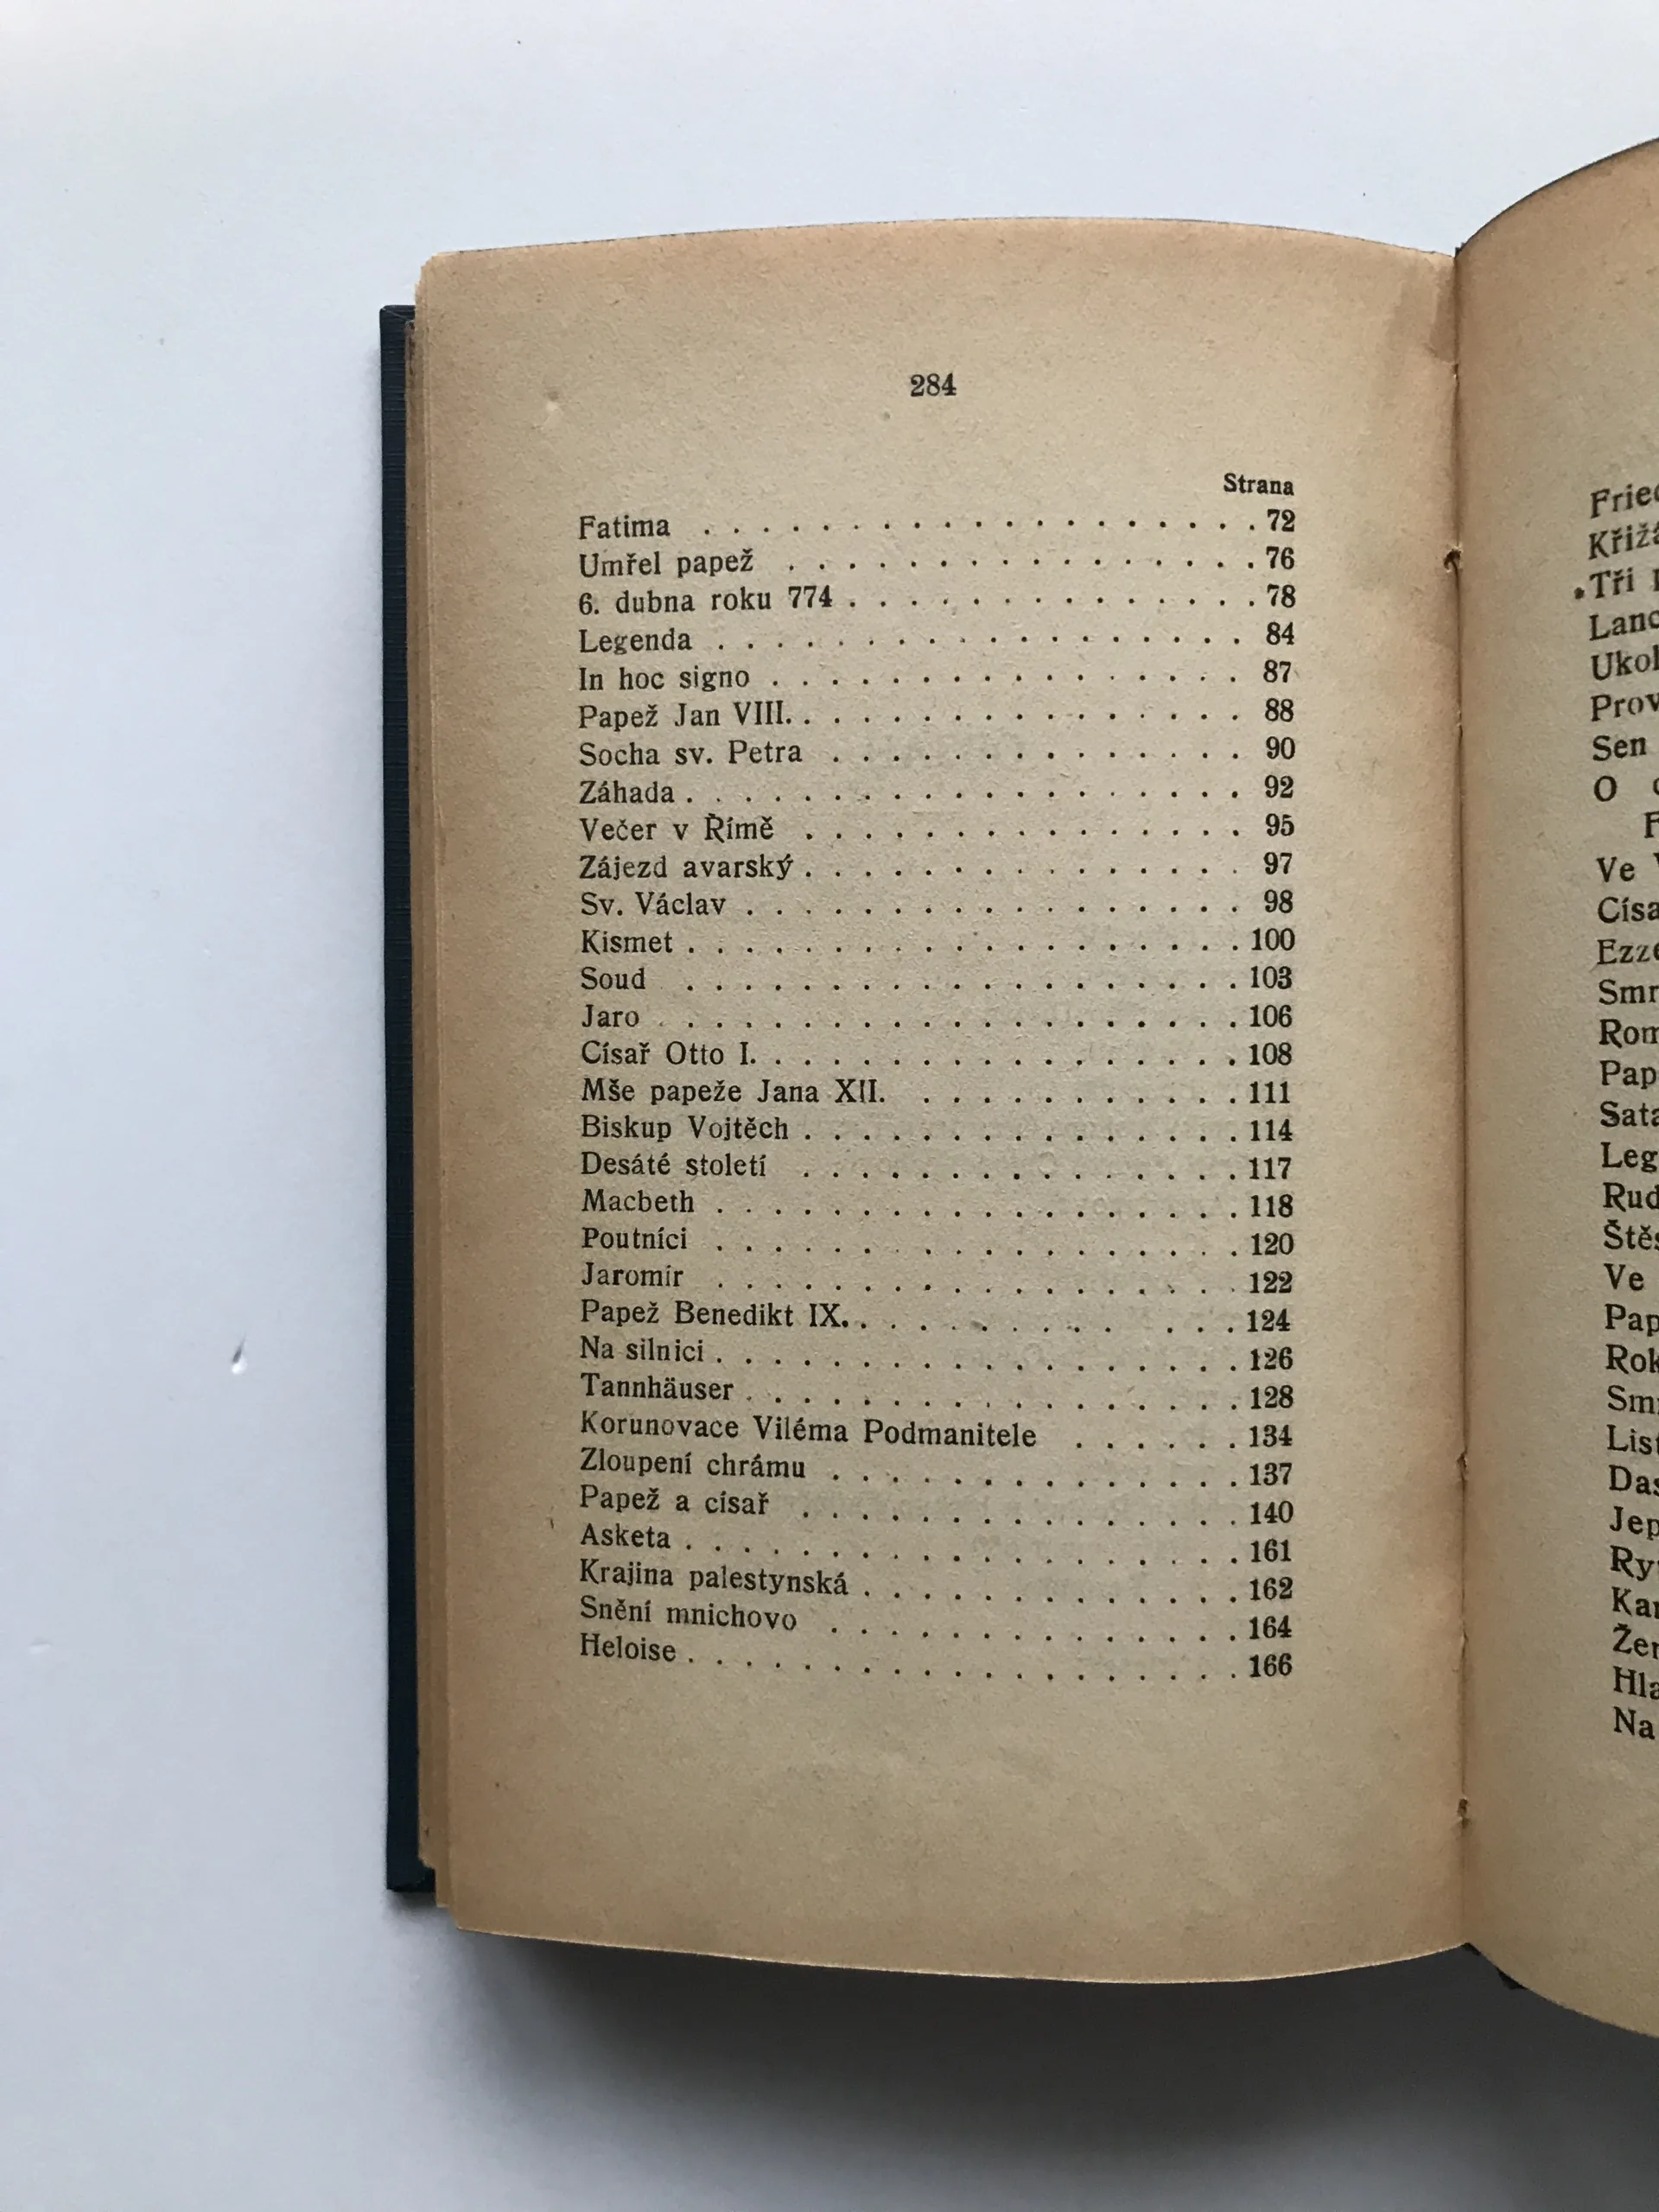 284
Strana
Fatima . . . . . . . . . . . . . . . . . . . 72
Umřel papež . . . . . . . . . . . . . . . . 76
6. dubna roku 774 . . . . . . . . . . . . . . 78
Legenda . . . . . . . . . . . . . . . . . . 84
In hoc signo . . . . . . . . . . . . . . . . 87
Papež Jan VIII. . . . . . . . . . . . . . . . 88
Socha sv. Petra . . . . . . . . . . . . . . 90
Záhada . . . . . . . . . . . . . . . . . . . 92
Večer v Římě . . . . . . . . . . . . . . . 95
Zájezd avarský . . . . . . . . . . . . . . . 97
Sv. Václav . . . . . . . . . . . . . . . . . 98
Kismet . . . . . . . . . . . . . . . . . . . 100
Soud . . . . . . . . . . . . . . . . . . . 103
Jaro . . . . . . . . . . . . . . . . . . . . 106
Císař Otto I. . . . . . . . . . . . . . . . . 108
Mše papeže Jana XII. . . . . . . . . . . . 111
Biskup Vojtěch . . . . . . . . . . . . . . . 114
Desáté století . . . . . . . . . . . . . . . 117
Macbeth . . . . . . . . . . . . . . . . . . 118
Poutníci . . . . . . . . . . . . . . . . . . 120
Jaromír . . . . . . . . . . . . . . . . . . 122
Papež Benedikt IX. . . . . . . . . . . . . . 124
Na silnici . . . . . . . . . . . . . . . . . . 126
Tannhäuser . . . . . . . . . . . . . . . . . 128
Korunovace Viléma Podmanitele . . . . . . 134
Zloupení chrámu . . . . . . . . . . . . . . 137
Papež a císař . . . . . . . . . . . . . . . 140
Asketa . . . . . . . . . . . . . . . . . . . 161
Krajina palestynská . . . . . . . . . . . . . 162
Snění mnichovo . . . . . . . . . . . . . . 164
Heloise . . . . . . . . . . . . . . . . . . . 166
Sen
O
Ve
Ve
Na